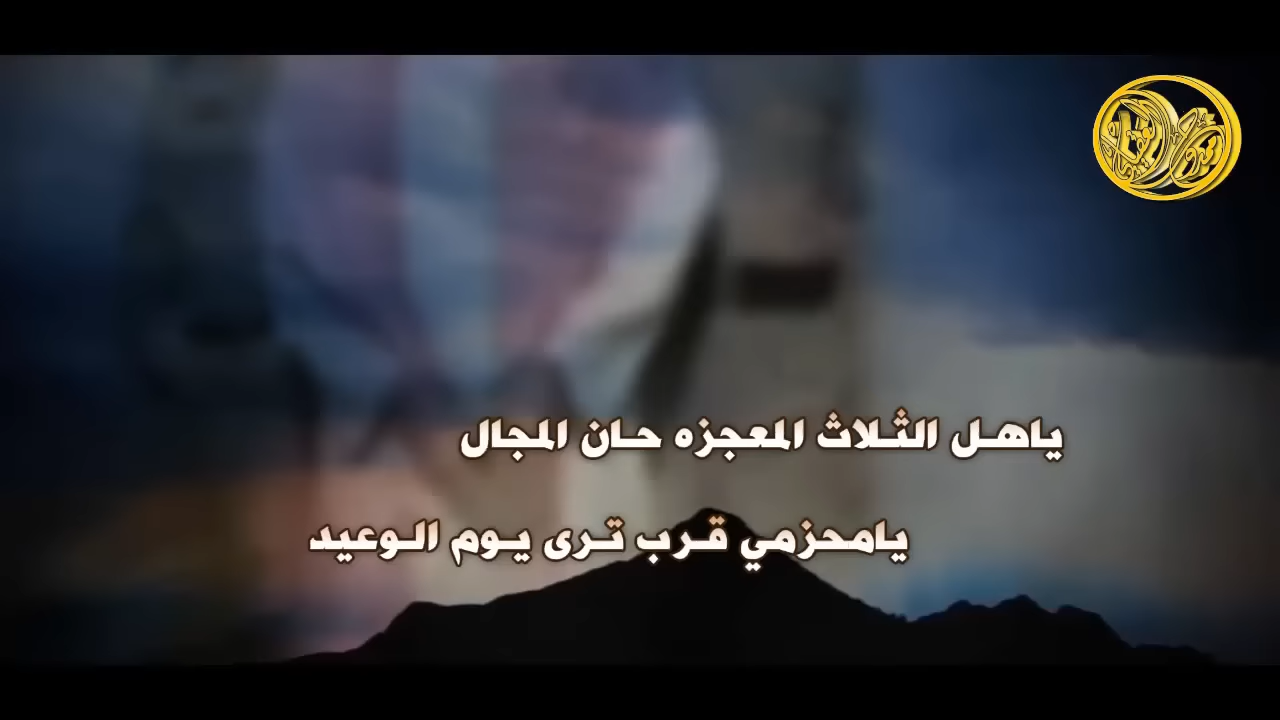 ياهل الثلاث المعجزه حان المجال
يامحزمي قرب ترى يوم الوعيد